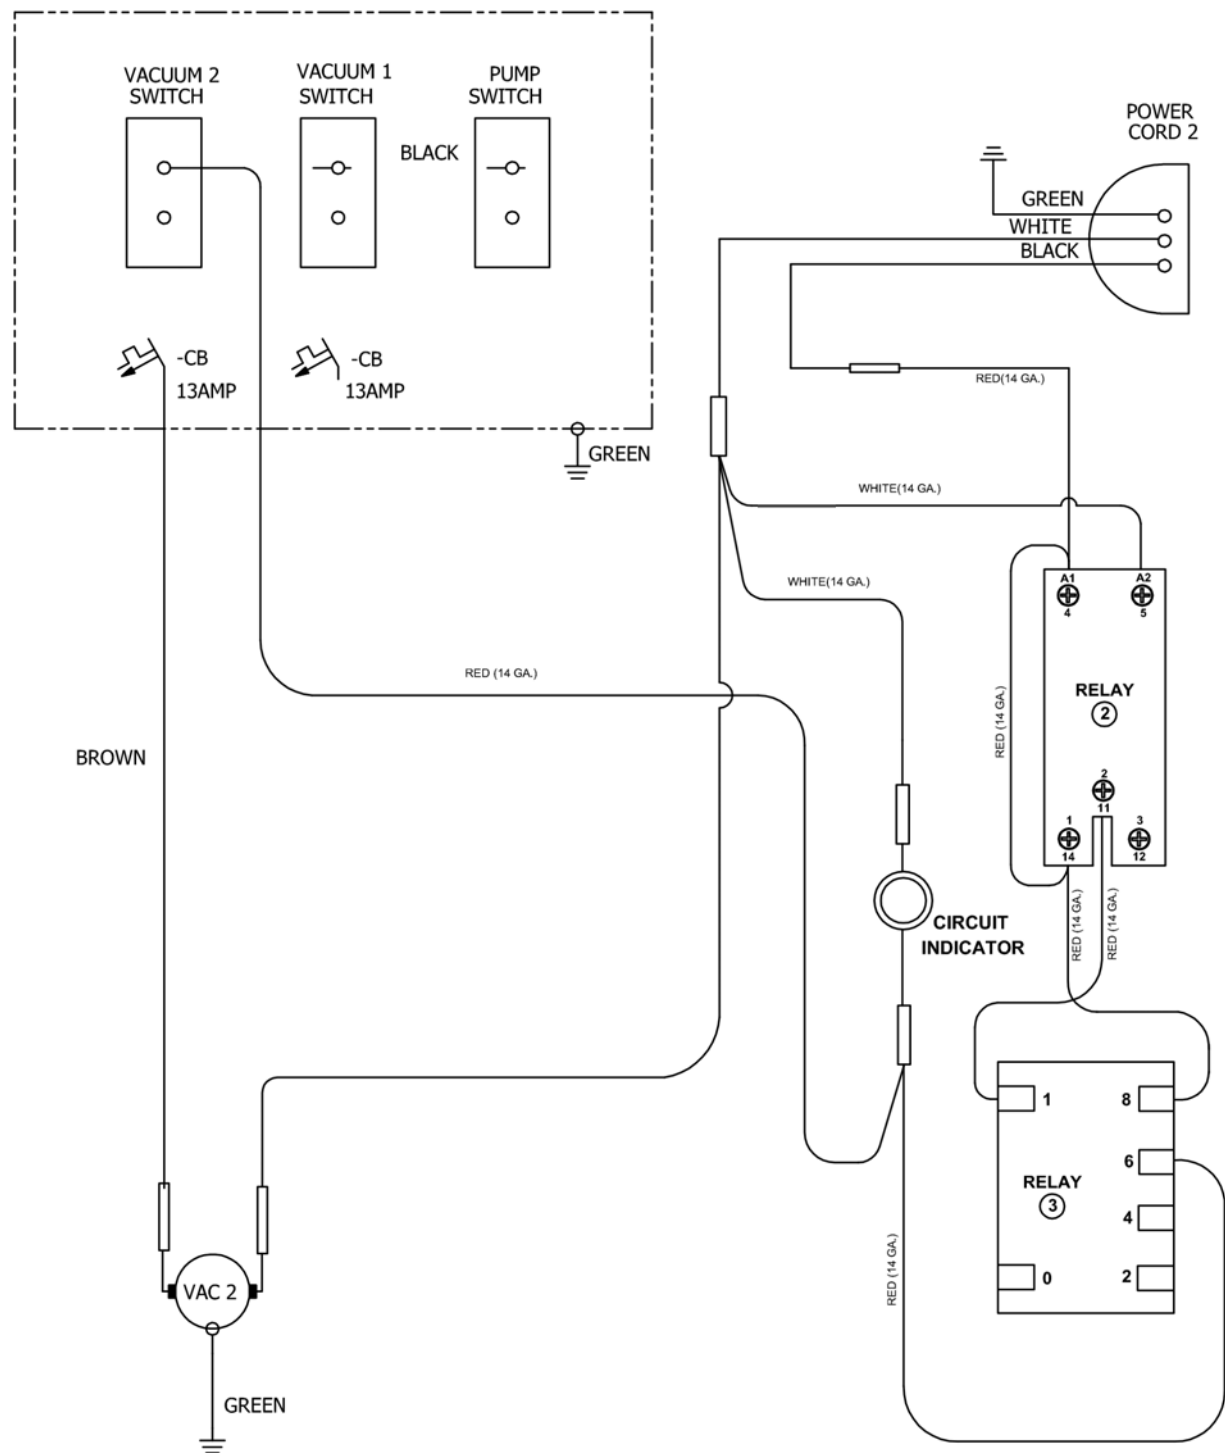 VACUUM 2
SWITCH
VACUUM 1
SWITCH
PUMP
SWITCH
BLACK
POWER
CORD 2
GREEN
WHITE
BLACK
-CB
13AMP
-CB
13AMP
RED(14 GA.)
GREEN
WHITE(14 GA.)
WHITE(14 GA.)
A1
4
A2
5
RED (14 GA.)
RELAY
2
RED (14 GA.)
BROWN
2
11
1
14
3
12
CIRCUIT
INDICATOR
RED (14 GA.)
RED (14 GA.)
1
8
6
RELAY
3
4
0
2
RED (14 GA.)
VAC 2
GREEN